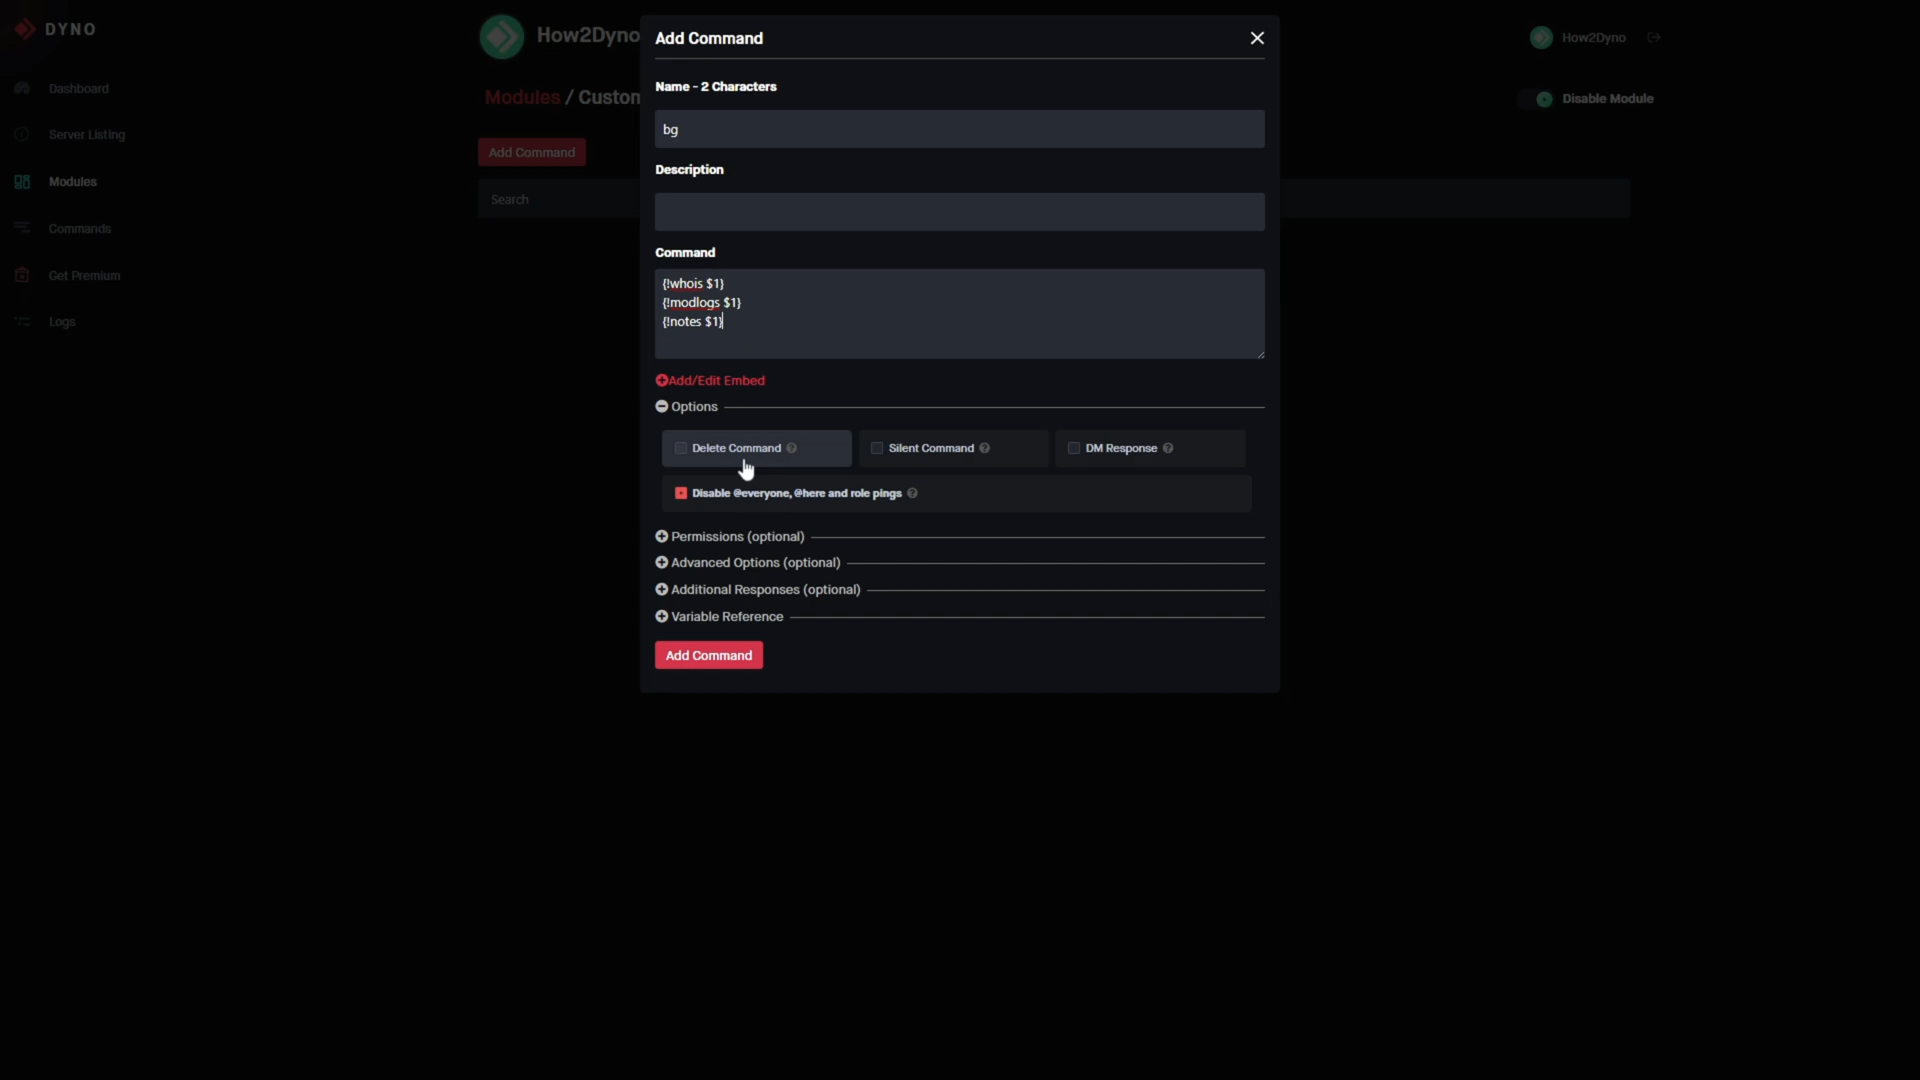 DYNO
Dashboard
Server Listing
Modules
Commands
Get Premium
Logs
How2Dyno
Modules / Custom
Add Command
Search
Add Command
Name - 2 Characters
bg
Description
Command
{!whois $1}
{!modlogs $1}
{!notes $1}
Add/Edit Embed
Options
Delete Command ?
Silent Command ?
DM Response ?
Disable @everyone, @here and role pings ?
Permissions (optional)
Advanced Options (optional)
Additional Responses (optional)
Variable Reference
Add Command
How2Dyno
Disable Module